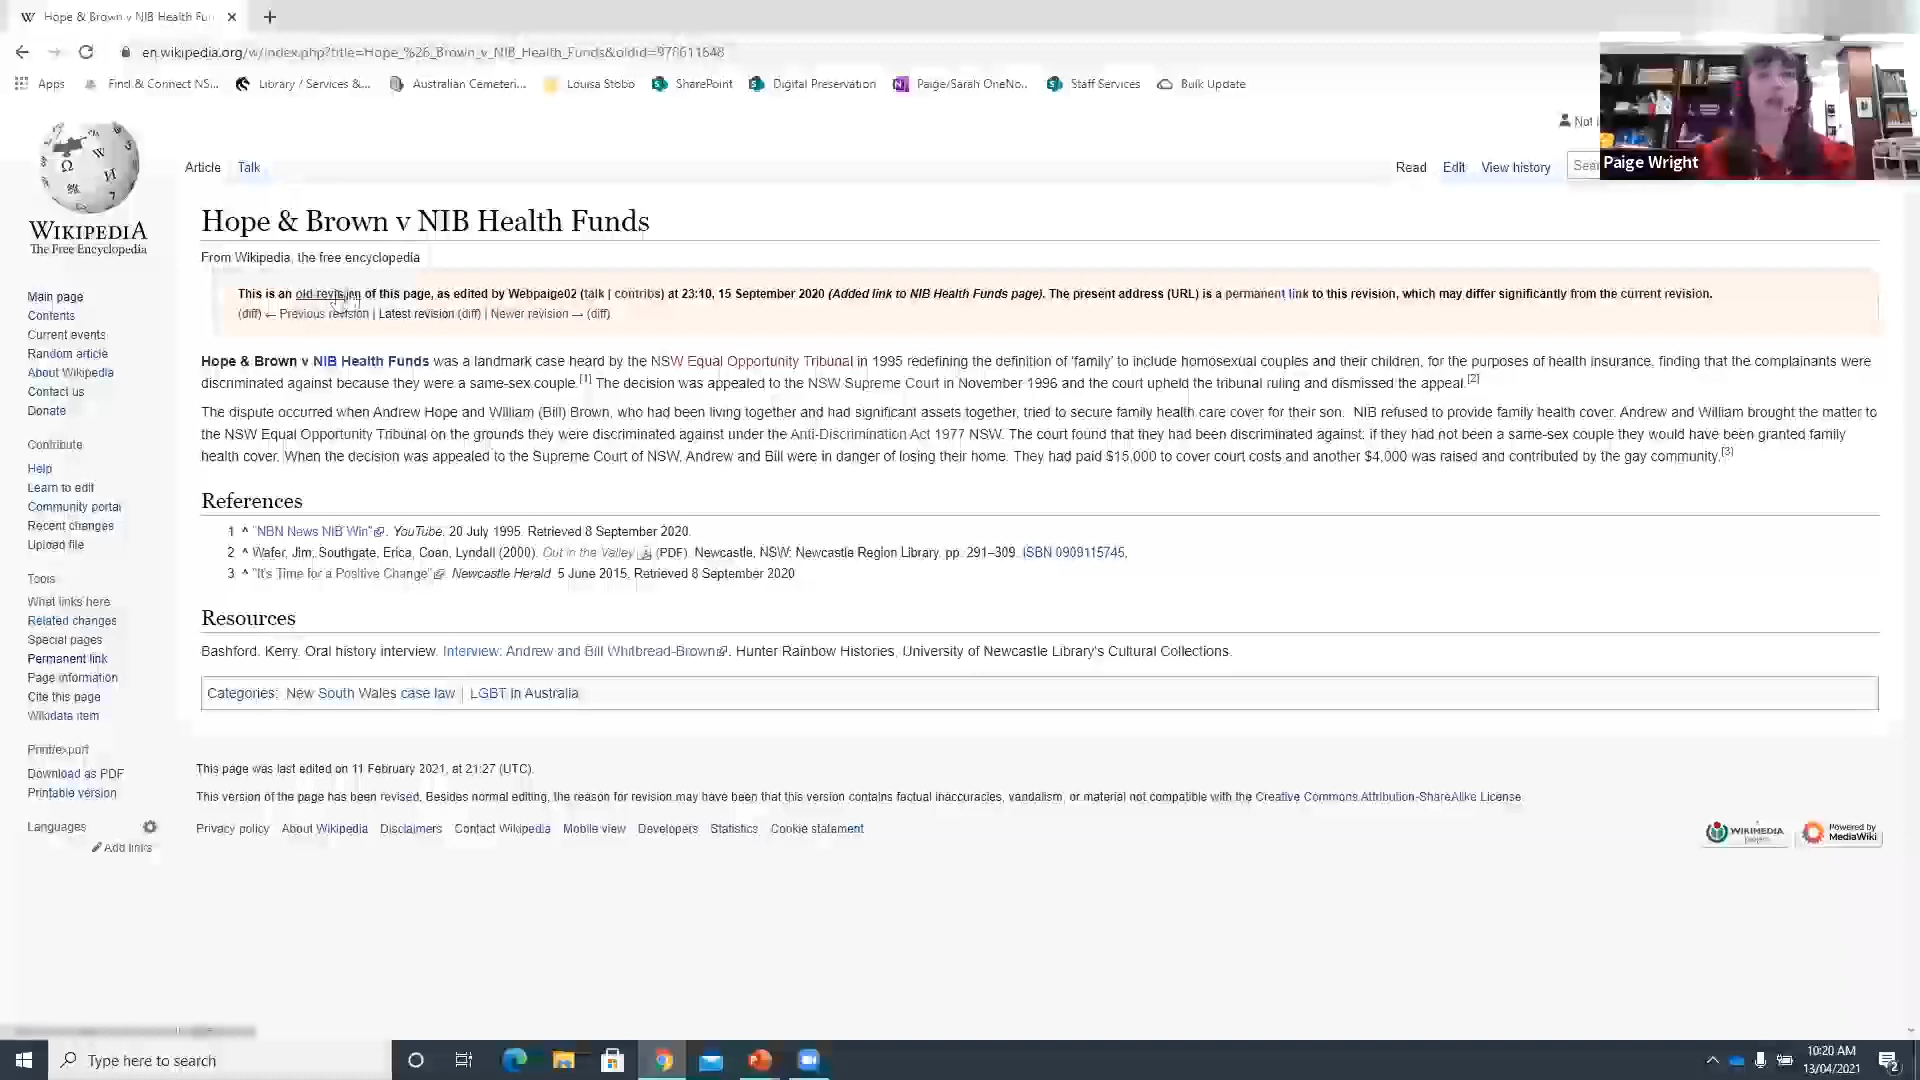 Hope & Brown v NIB Health Fun
en.wikipedia.org/w/index.php?title=Hope_%26_Brown_v_NIB_Health_Funds&oldid=978611648
Apps Find & Connect NS... Library / Services &... Australian Cemeteri... Louisa Stobo SharePoint Digital Preservation Paige/Sarah OneNo... Staff Services Bulk Update
Not
Paige Wright
Article Talk Read Edit View history Sea
WIKIPEDIA
The Free Encyclopedia
Main page
Contents
Current events
Random article
About Wikipedia
Contact us
Donate
Contribute
Help
Learn to edit
Community portal
Recent changes
Upload file
Tools
What links here
Related changes
Special pages
Permanent link
Page information
Cite this page
Wikidata item
Print/export
Download as PDF
Printable version
Languages
Add links
Hope & Brown v NIB Health Funds
From Wikipedia, the free encyclopedia
This is an old revision of this page, as edited by Webpaige02 (talk | contribs) at 23:10, 15 September 2020 (Added link to NIB Health Funds page). The present address (URL) is a permanent link to this revision, which may differ significantly from the current revision.
(diff) ← Previous revision | Latest revision (diff) | Newer revision → (diff)
Hope & Brown v NIB Health Funds was a landmark case heard by the NSW Equal Opportunity Tribunal in 1995 redefining the definition of 'family' to include homosexual couples and their children, for the purposes of health insurance, finding that the complainants were
discriminated against because they were a same-sex couple.[1] The decision was appealed to the NSW Supreme Court in November 1996 and the court upheld the tribunal ruling and dismissed the appeal.[2]
The dispute occurred when Andrew Hope and William (Bill) Brown, who had been living together and had significant assets together, tried to secure family health care cover for their son. NIB refused to provide family health cover. Andrew and William brought the matter to
the NSW Equal Opportunity Tribunal on the grounds they were discriminated against under the Anti-Discrimination Act 1977 NSW. The court found that they had been discriminated against: if they had not been a same-sex couple they would have been granted family
health cover. When the decision was appealed to the Supreme Court of NSW, Andrew and Bill were in danger of losing their home. They had paid $15,000 to cover court costs and another $4,000 was raised and contributed by the gay community.[3]
References
1 ^ "NBN News NIB Win". YouTube. 20 July 1995. Retrieved 8 September 2020.
2 ^ Wafer, Jim; Southgate, Erica; Coan, Lyndall (2000). Out in the Valley (PDF). Newcastle, NSW: Newcastle Region Library. pp. 291–309. ISBN 0909115745.
3 ^ "It's Time for a Positive Change". Newcastle Herald. 5 June 2015. Retrieved 8 September 2020
Resources
Bashford, Kerry. Oral history interview. Interview: Andrew and Bill Whitbread-Brown. Hunter Rainbow Histories, University of Newcastle Library's Cultural Collections.
Categories: New South Wales case law | LGBT in Australia
This page was last edited on 11 February 2021, at 21:27 (UTC).
This version of the page has been revised. Besides normal editing, the reason for revision may have been that this version contains factual inaccuracies, vandalism, or material not compatible with the Creative Commons Attribution-ShareAlike License.
Privacy policy About Wikipedia Disclaimers Contact Wikipedia Mobile view Developers Statistics Cookie statement
WIKIMEDIA
Powered by
MediaWiki
Type here to search
10:20 AM
13/04/2021
2